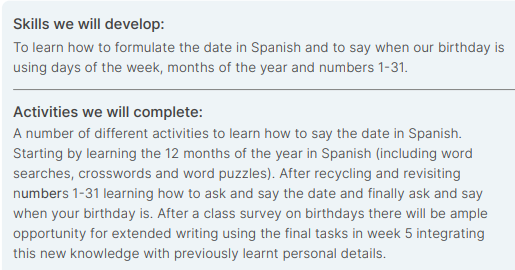 Skills we will develop:
To learn how to formulate the date in Spanish and to say when our birthday is
using days of the week, months of the year and numbers 1-31.
Activities we will complete:
A number of different activities to learn how to say the date in Spanish.
Starting by learning the 12 months of the year in Spanish (including word
searches, crosswords and word puzzles). After recycling and revisiting
numbers 1-31 learning how to ask and say the date and finally ask and say
when your birthday is. After a class survey on birthdays there will be ample
opportunity for extended writing using the final tasks in week 5 integrating
this new knowledge with previously learnt personal details.